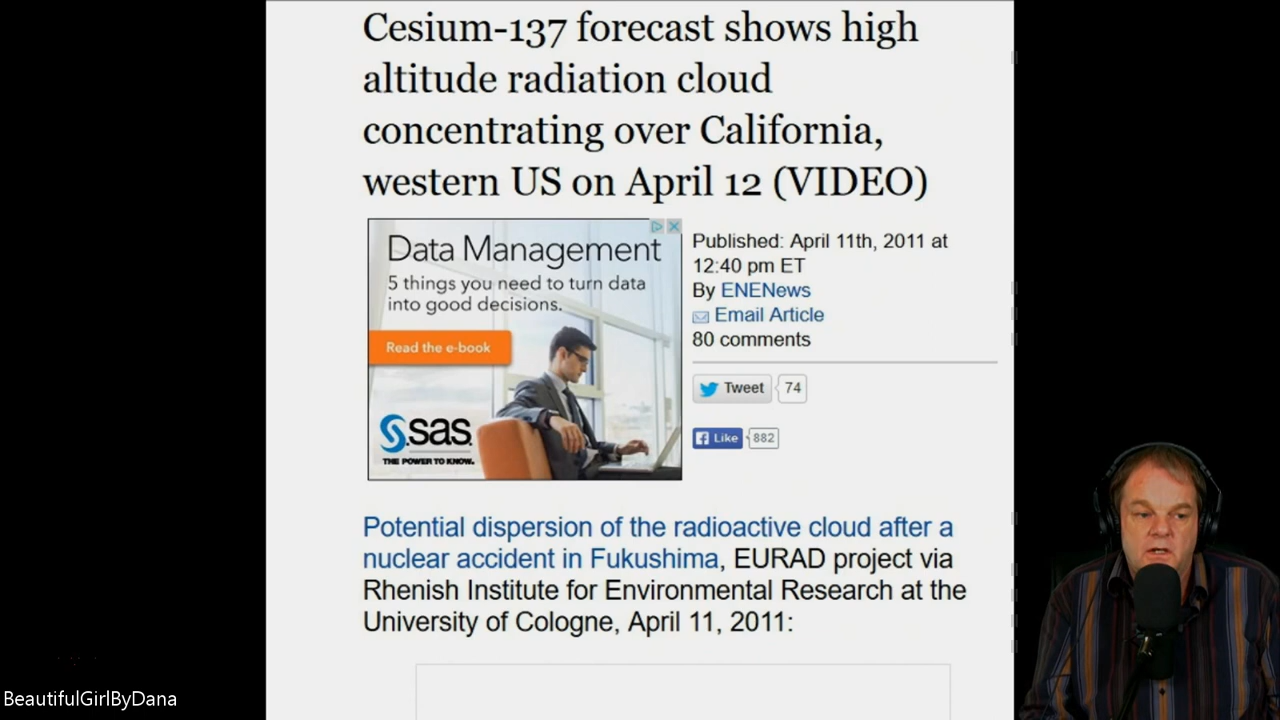 Cesium-137 forecast shows high
altitude radiation cloud
concentrating over California,
western US on April 12 (VIDEO)
Data Management
5 things you need to turn data
into good decisions.
Read the e-book
sas
THE POWER TO KNOW.
Published: April 11th, 2011 at
12:40 pm ET
By ENENews
Email Article
80 comments
Tweet 74
Like 882
Potential dispersion of the radioactive cloud after a
nuclear accident in Fukushima, EURAD project via
Rhenish Institute for Environmental Research at the
University of Cologne, April 11, 2011:
BeautifulGirlByDana